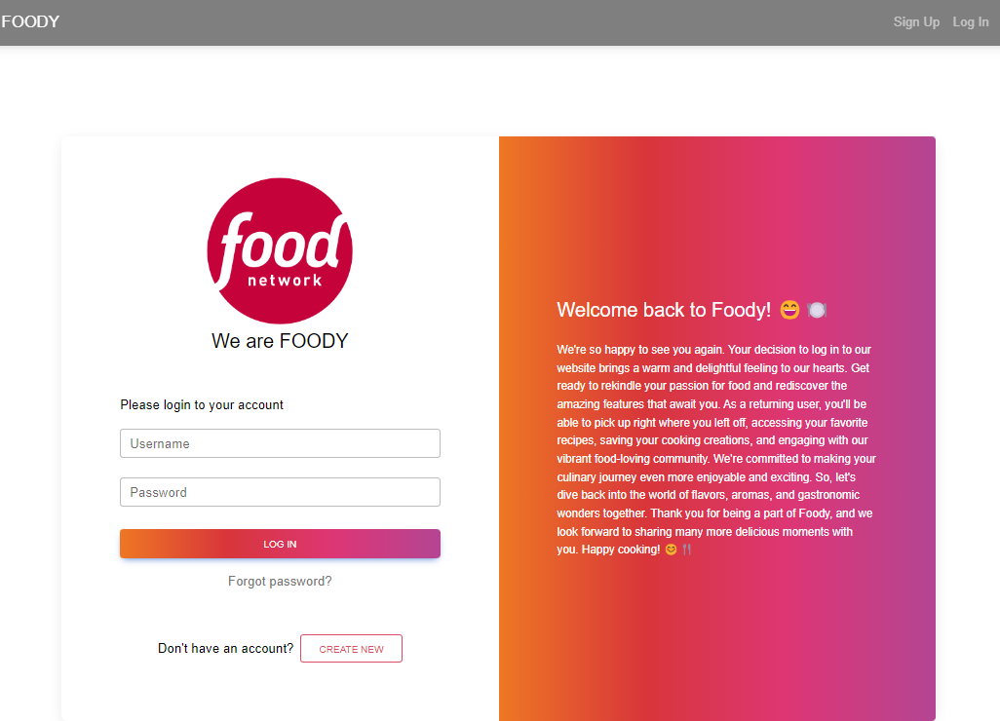 FOODY
Sign Up Log In
food
network
We are FOODY
Please login to your account
Username
Password
LOG IN
Forgot password?
Don't have an account? CREATE NEW
Welcome back to Foody! 😄 🍽️
We're so happy to see you again. Your decision to log in to our
website brings a warm and delightful feeling to our hearts. Get
ready to rekindle your passion for food and rediscover the
amazing features that await you. As a returning user, you'll be
able to pick up right where you left off, accessing your favorite
recipes, saving your cooking creations, and engaging with our
vibrant food-loving community. We're committed to making your
culinary journey even more enjoyable and exciting. So, let's
dive back into the world of flavors, aromas, and gastronomic
wonders together. Thank you for being a part of Foody, and we
look forward to sharing many more delicious moments with
you. Happy cooking! 😊 🍴